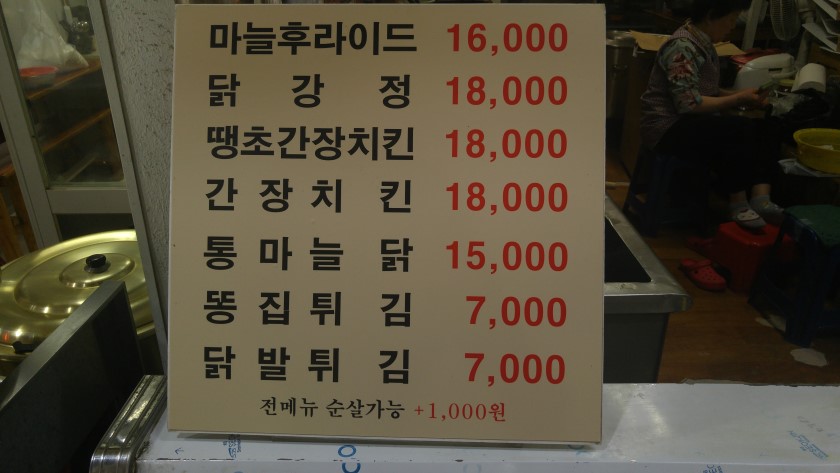 마늘후라이드 16,000
닭강정 18,000
땡초간장치킨 18,000
간장치킨 18,000
통마늘닭 15,000
똥집튀김 7,000
닭발튀김 7,000
전메뉴 순살가능 +1,000원